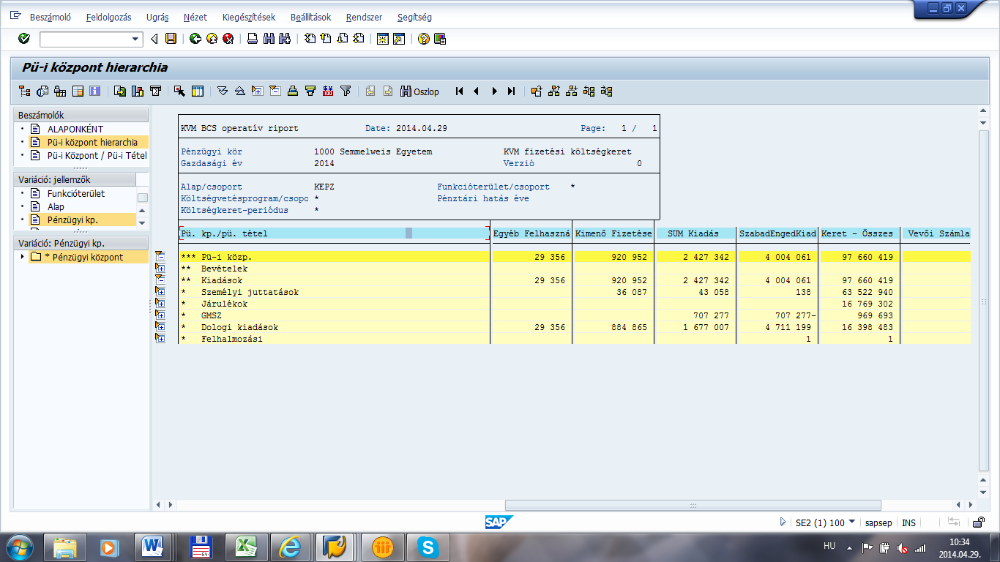 Beszámoló Feldolgozás Ugrás Nézet Kiegészítések Beállítások Rendszer Segítség
Pü-i központ hierarchia
Oszlop
Beszámolók
ALAPONKÉNT
Pü-i központ hierarchia
Pü-i Központ / Pü-i Tétel
Variáció: jellemzők
Funkcióterület
Alap
Pénzügyi kp.
Variáció: Pénzügyi kp.
* Pénzügyi központ
KVM BCS operatív riport Date: 2014.04.29 Page: 1 / 1
Pénzügyi kör 1000 Semmelweis Egyetem KVM fizetési költségkeret
Gazdasági év 2014 Verzió 0
Alap/csoport KEPZ Funkcióterület/csoport *
Költségvetésprogram/csopo * Pénztári hatás éve
Költségkeret-periódus *
Pü. kp./pü. tétel Egyéb Felhaszná Kimenő Fizetése SUM Kiadás SzabadEngedKiad Keret - Összes Vevői Számla
*** Pü-i közp. 29 356 920 952 2 427 342 4 004 061 97 660 419
** Bevételek
** Kiadások 29 356 920 952 2 427 342 4 004 061 97 660 419
* Személyi juttatások 36 087 43 058 138 63 522 940
* Járulékok 16 769 302
* GMSZ 707 277 707 277- 969 693
* Dologi kiadások 29 356 884 865 1 677 007 4 711 199 16 398 483
* Felhalmozási 1 1
SAP
SE2 (1) 100 sapsep INS
HU 10:34
2014.04.29.